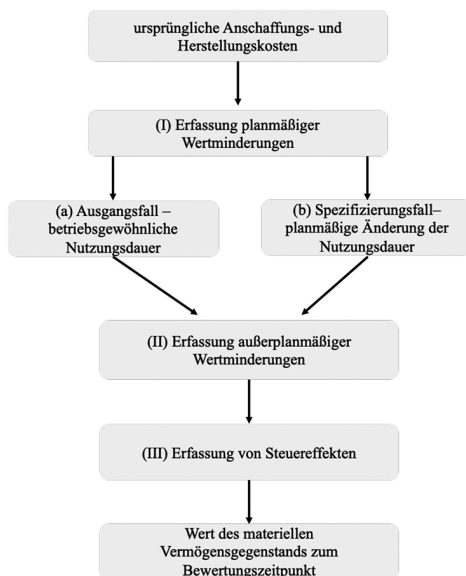 ursprüngliche Anschaffungs- und
Herstellungskosten
(I) Erfassung planmäßiger
Wertminderungen
(a) Ausgangsfall –
betriebsgewöhnliche
Nutzungsdauer
(b) Spezifizierungsfall–
planmäßige Änderung der
Nutzungsdauer
(II) Erfassung außerplanmäßiger
Wertminderungen
(III) Erfassung von Steuereffekten
Wert des materiellen
Vermögensgegenstands zum
Bewertungszeitpunkt